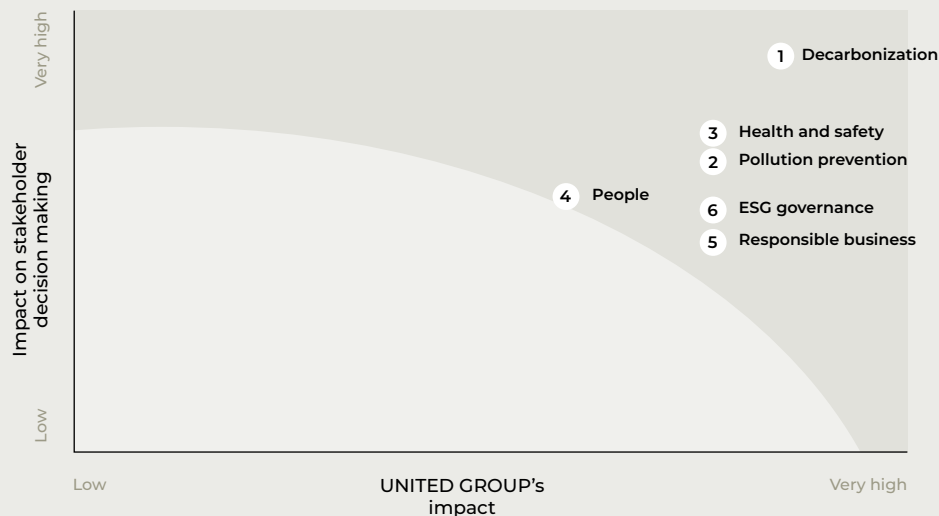 Very high
Impact on stakeholder
decision making
Low
1 Decarbonization
3 Health and safety
2 Pollution prevention
4 People
6 ESG governance
5 Responsible business
Low
UNITED GROUP’s
impact
Very high